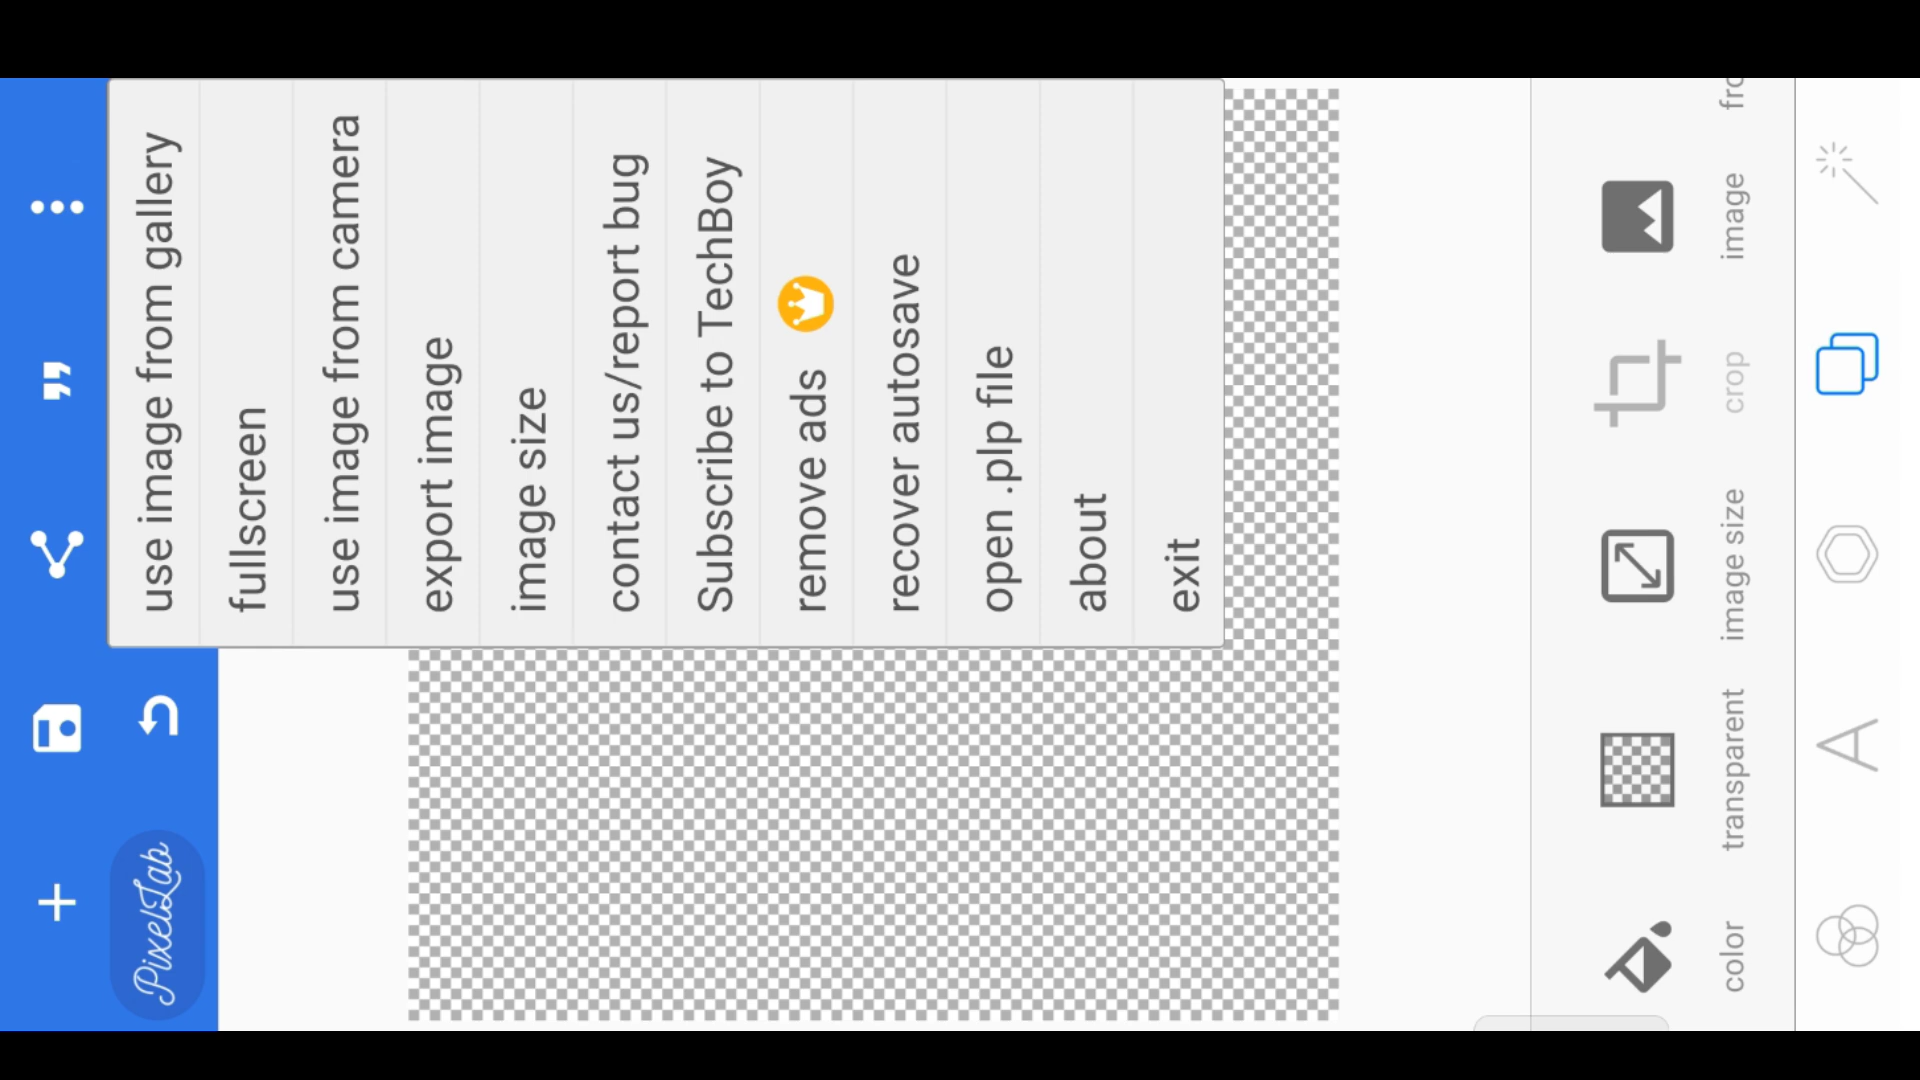 PixelLab
use image from gallery
fullscreen
use image from camera
export image
image size
contact us/report bug
Subscribe to TechBoy
remove ads
recover autosave
open .plp file
about
exit
color
transparent
image size
crop
image
fro